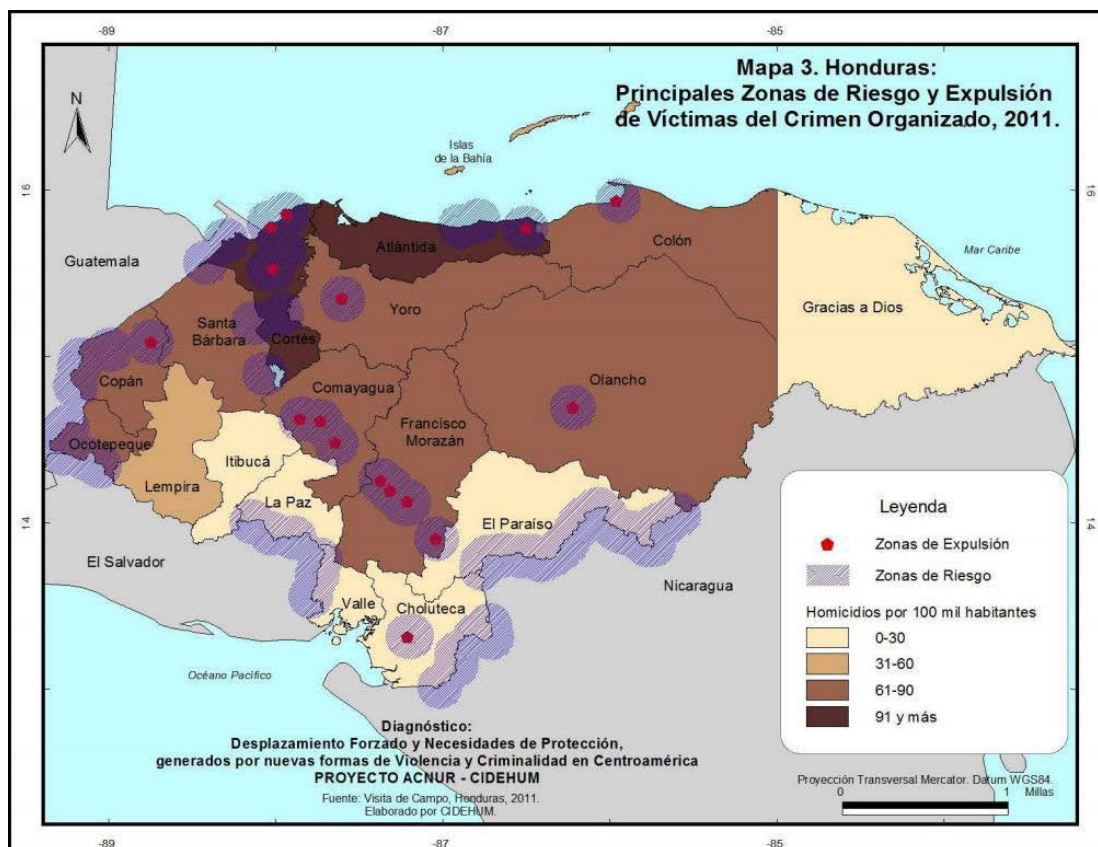 -89
-87
-85
Mapa 3. Honduras:
Principales Zonas de Riesgo y Expulsión
de Víctimas del Crimen Organizado, 2011.
N
Islas
de la Bahía
16
16
Guatemala
Atlántida
Colón
Mar Caribe
Gracias a Dios
Yoro
Santa
Bárbara
Cortés
Copán
Comayagua
Olancho
Francisco
Morazán
Ocotepeque
Itibucá
Lempira
La Paz
El Paraíso
14
14
El Salvador
Nicaragua
Valle
Choluteca
Océano Pacífico
Leyenda
Zonas de Expulsión
Zonas de Riesgo
Homicidios por 100 mil habitantes
0-30
31-60
61-90
91 y más
Diagnóstico:
Desplazamiento Forzado y Necesidades de Protección,
generados por nuevas formas de Violencia y Criminalidad en Centroamérica
PROYECTO ACNUR - CIDEHUM
Fuente: Visita de Campo, Honduras, 2011.
Elaborado por CIDEHUM.
Proyección Transversal Mercator. Datum WGS84.
0 1 Millas
-89
-87
-85